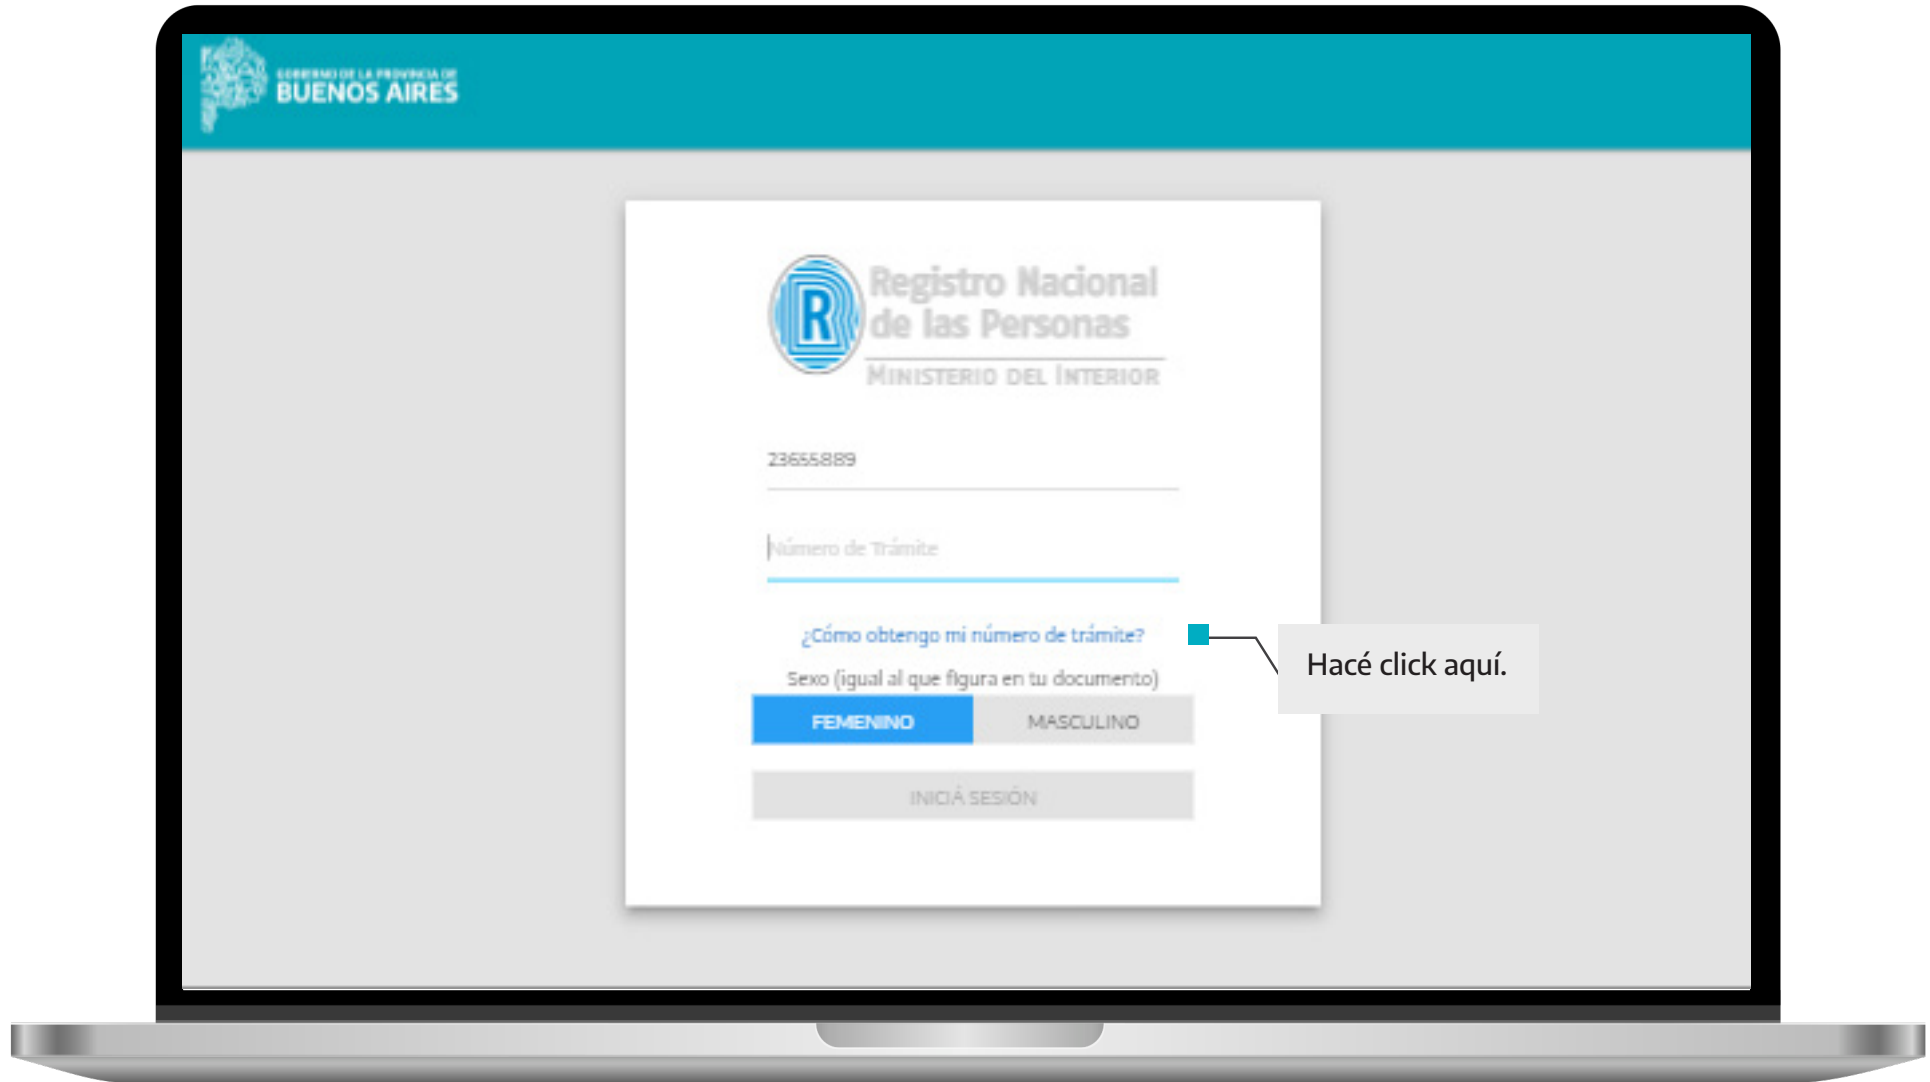 GOBIERNO DE LA PROVINCIA DE
BUENOS AIRES
R
Registro Nacional
de las Personas
MINISTERIO DEL INTERIOR
23655889
Número de Trámite
¿Cómo obtengo mi número de trámite?
Hacé click aquí.
Sexo (igual al que figura en tu documento)
FEMENINO MASCULINO
INICIÁ SESIÓN